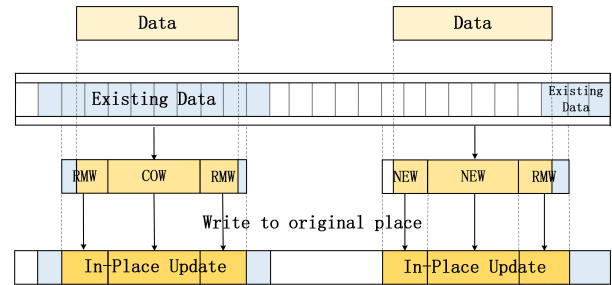 Data Data
Existing Data
Existing
Data
RMW COW RMW NEW NEW RMW
Write to original place
In-Place Update In-Place Update